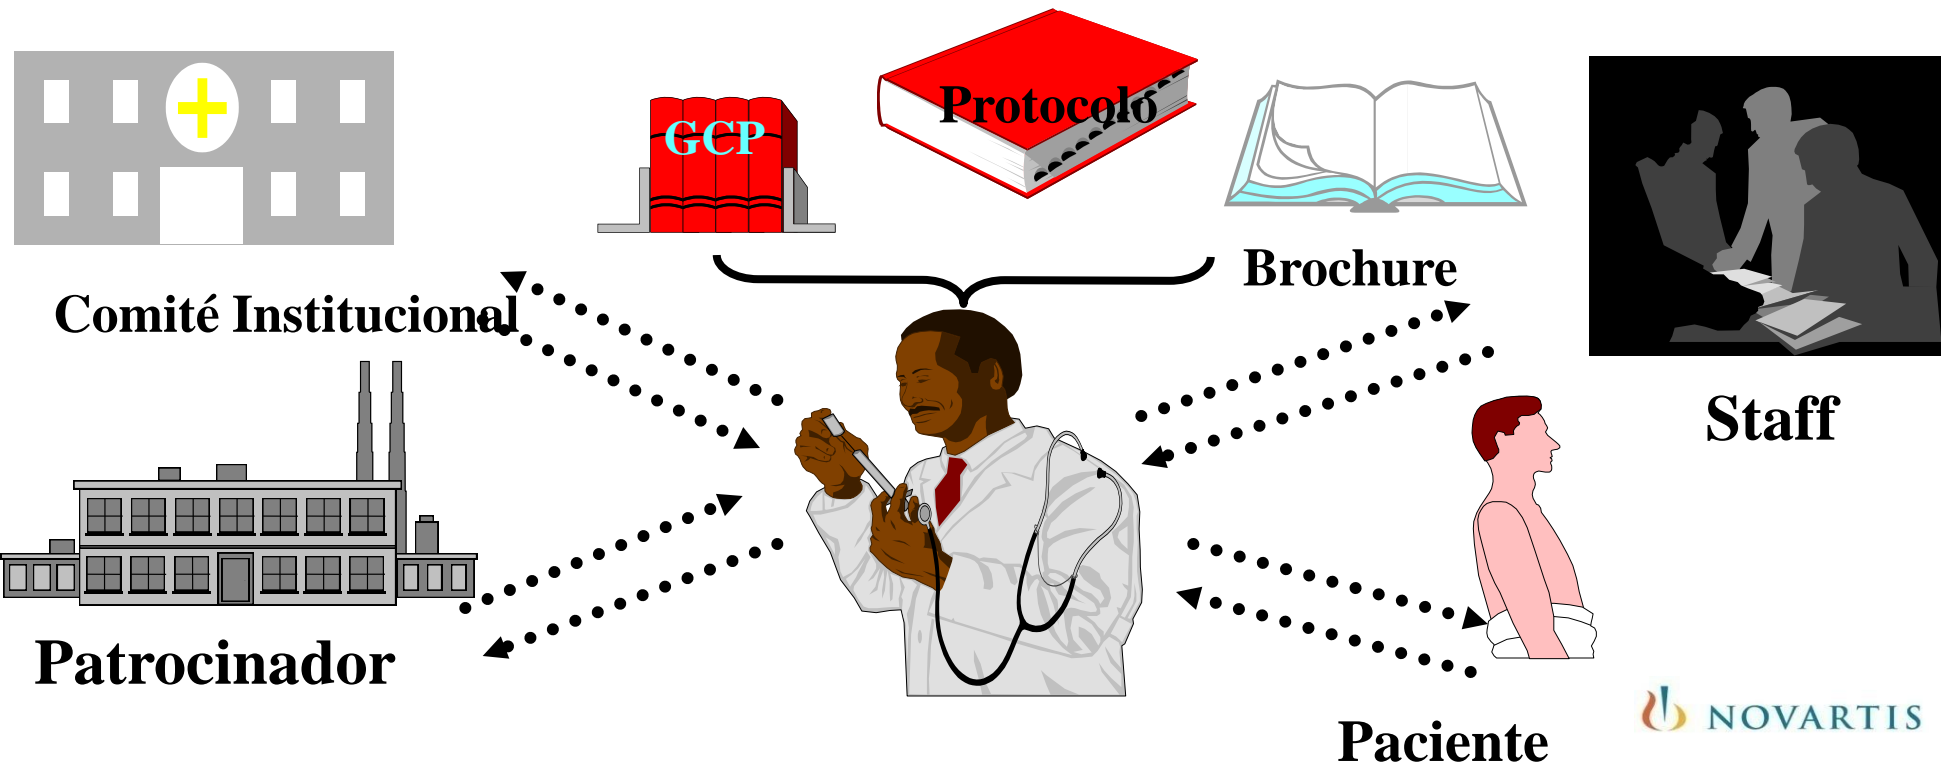 GCP
Protocolo
Brochure
Comité Institucional
Staff
Patrocinador
Paciente
NOVARTIS